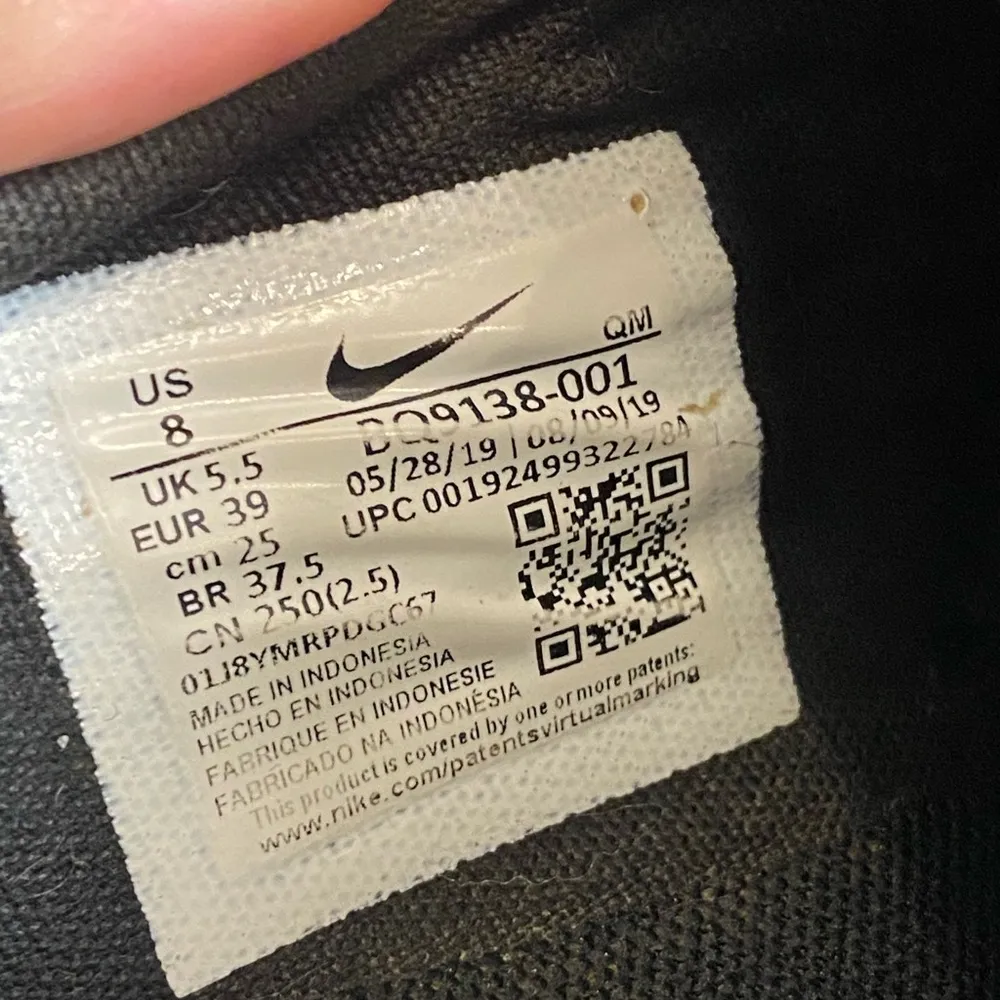 US
8
QM
BQ9138-001
05/28/19 | 08/09/19
UPC 00192499322784
UK 5.5
EUR 39
cm 25
BR 37.5
CN 250(2.5)
01J8YMRPDGC67
MADE IN INDONESIA
HECHO EN INDONESIA
FABRIQUE EN INDONESIE
FABRICADO NA INDONÉSIA
This product is covered by one or more patents:
www.nike.com/patentsvirtualmarking